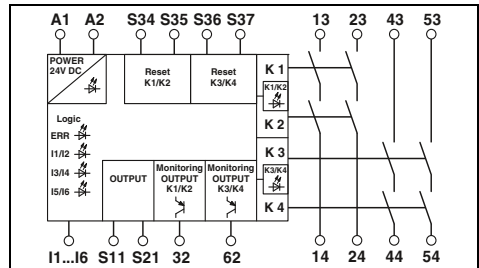 A1 A2 S34 S35 S36 S37 13 23 43 53
POWER
24V DC
Reset
K1/K2
Reset
K3/K4
K 1
K1/K2
K 2
Logic
ERR
I1/I2
I3/I4
I5/I6
OUTPUT
Monitoring
OUTPUT
K1/K2
Monitoring
OUTPUT
K3/K4
K 3
K3/K4
K 4
I1...I6 S11 S21 32 62 14 24 44 54